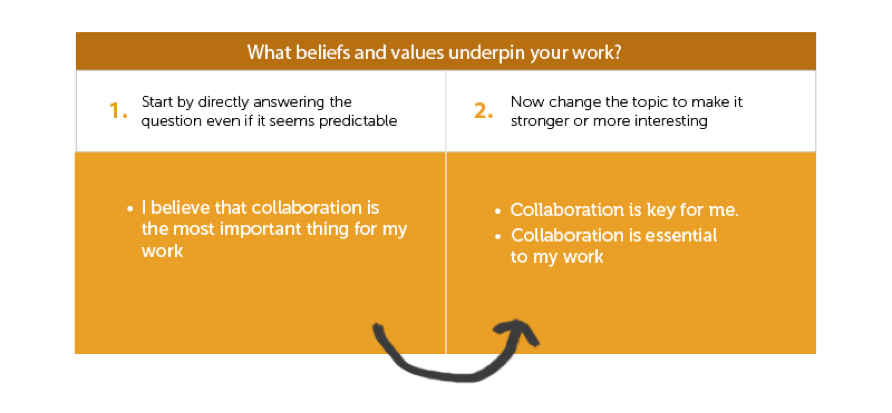 What beliefs and values underpin your work?
1. Start by directly answering the
question even if it seems predictable
2. Now change the topic to make it
stronger or more interesting
• I believe that collaboration is
the most important thing for my
work
• Collaboration is key for me.
• Collaboration is essential
to my work